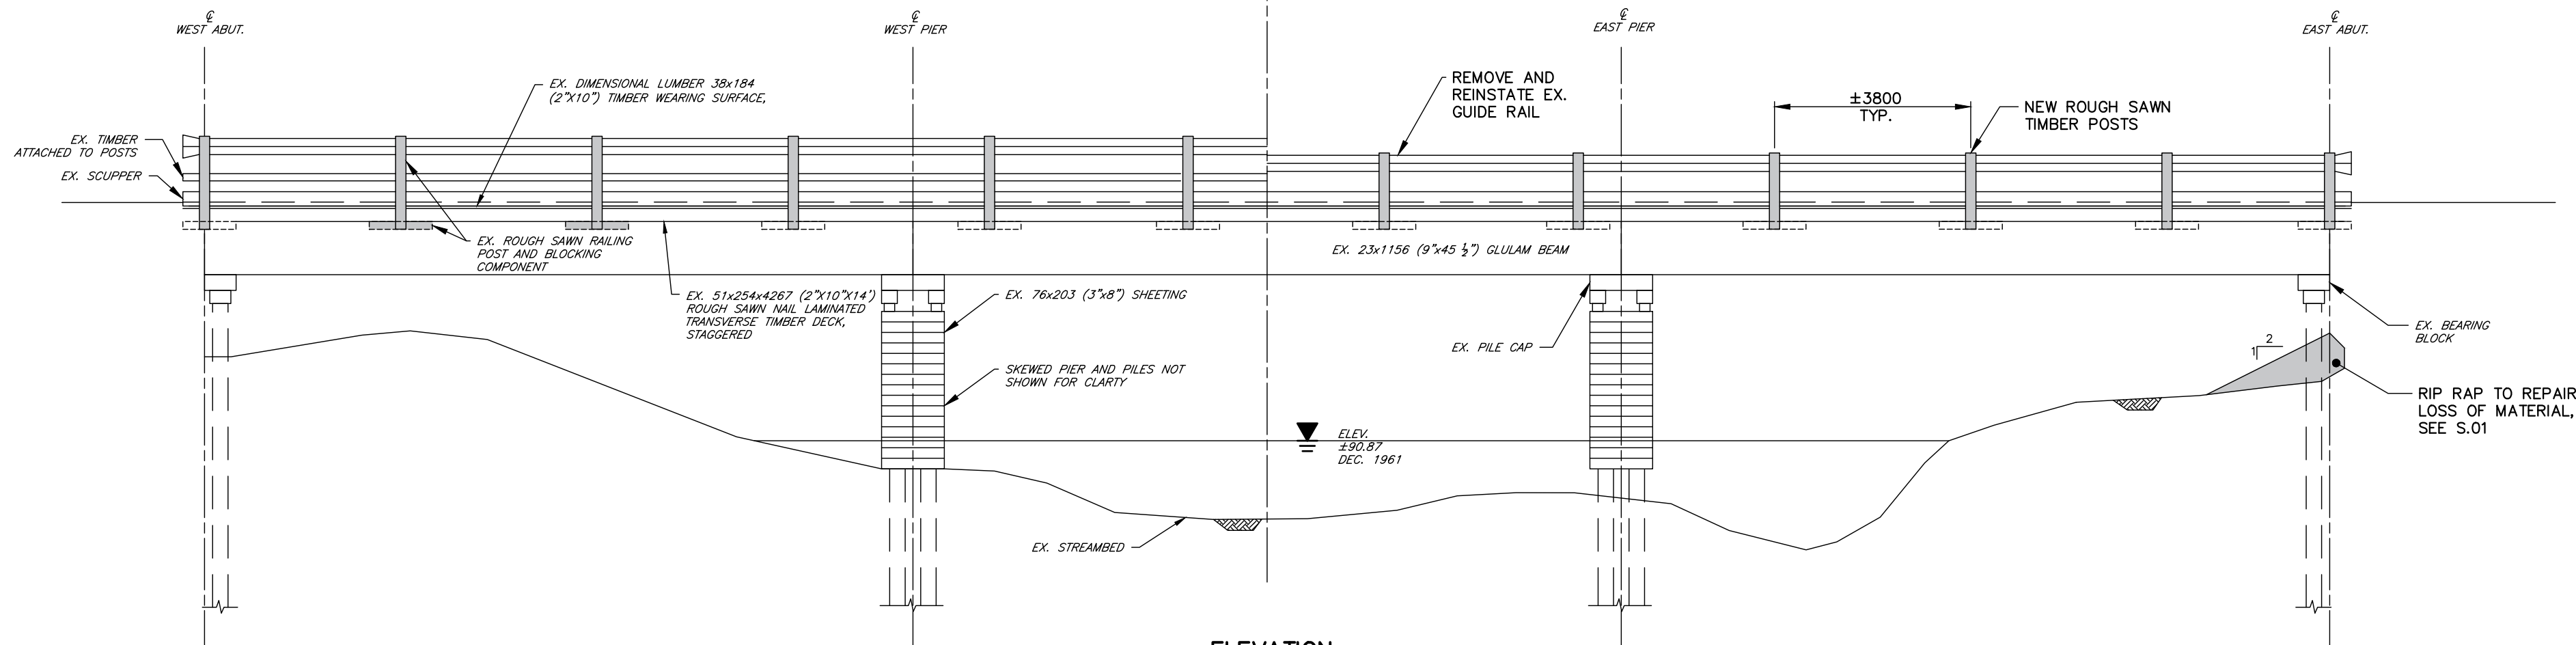 ℄
WEST ABUT.
℄
WEST PIER
℄
EAST PIER
℄
EAST ABUT.
EX. DIMENSIONAL LUMBER 38x184
(2"X10") TIMBER WEARING SURFACE,
REMOVE AND
REINSTATE EX.
GUIDE RAIL
±3800
TYP.
NEW ROUGH SAWN
TIMBER POSTS
EX. TIMBER
ATTACHED TO POSTS
EX. SCUPPER
EX. ROUGH SAWN RAILING
POST AND BLOCKING
COMPONENT
EX. 23x1156 (9"x45 ½") GLULAM BEAM
EX. 51x254x4267 (2"X10"X14')
ROUGH SAWN NAIL LAMINATED
TRANSVERSE TIMBER DECK,
STAGGERED
EX. 76x203 (3"x8") SHEETING
EX. PILE CAP
EX. BEARING
BLOCK
2
1
SKEWED PIER AND PILES NOT
SHOWN FOR CLARTY
RIP RAP TO REPAIR
LOSS OF MATERIAL,
SEE S.01
ELEV.
±90.87
DEC. 1961
EX. STREAMBED
ELEVATION